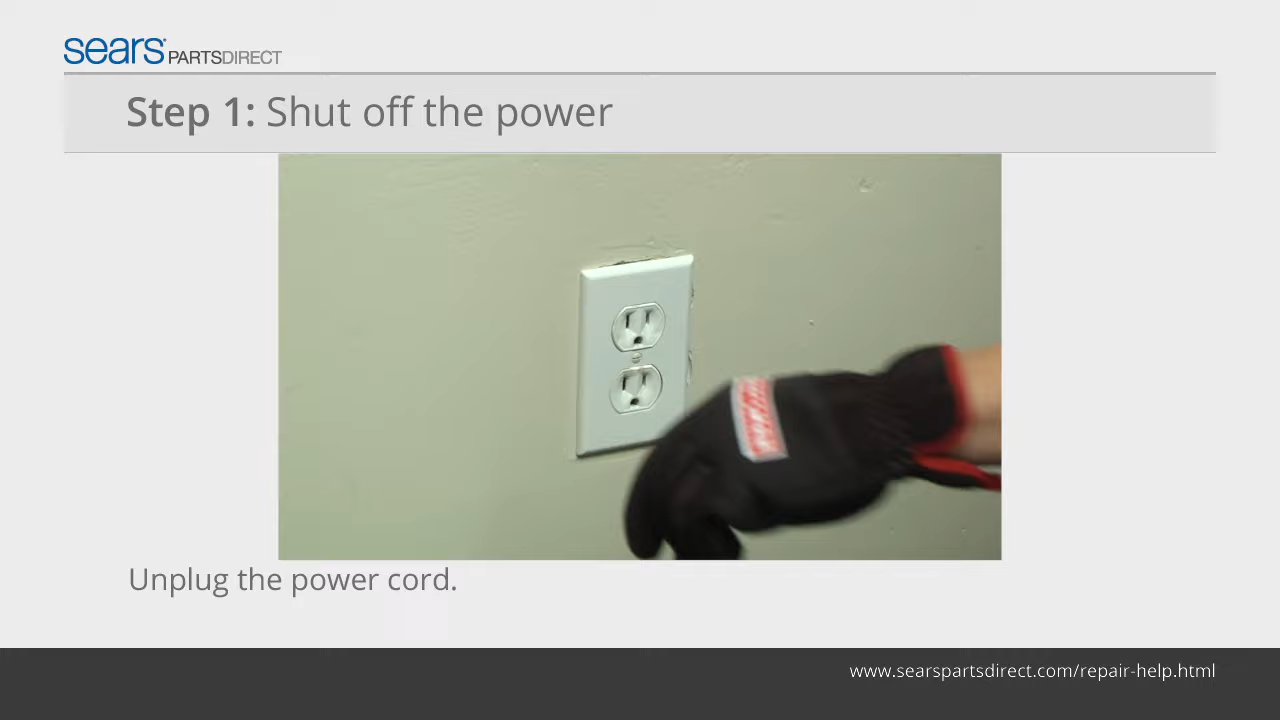 sears PARTSDIRECT
Step 1: Shut off the power
Unplug the power cord.
www.searspartsdirect.com/repair-help.html